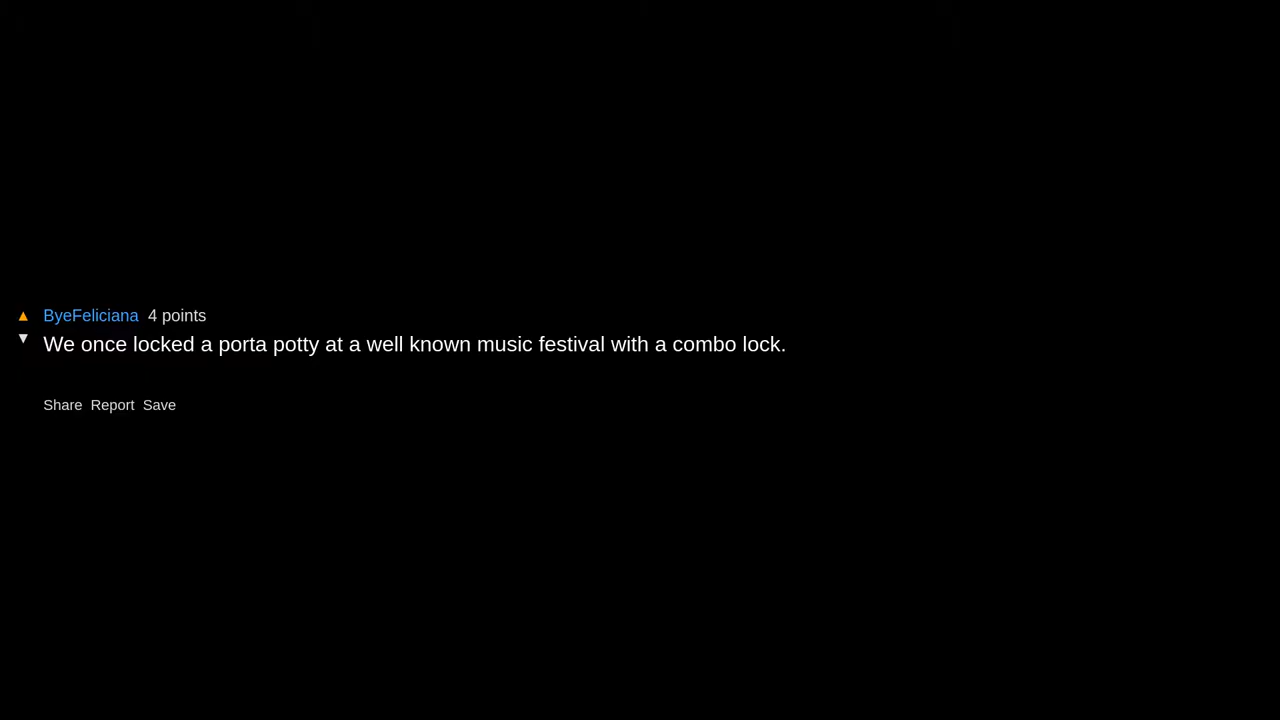 ▲ ByeFeliciana 4 points
▼ We once locked a porta potty at a well known music festival with a combo lock.
Share Report Save